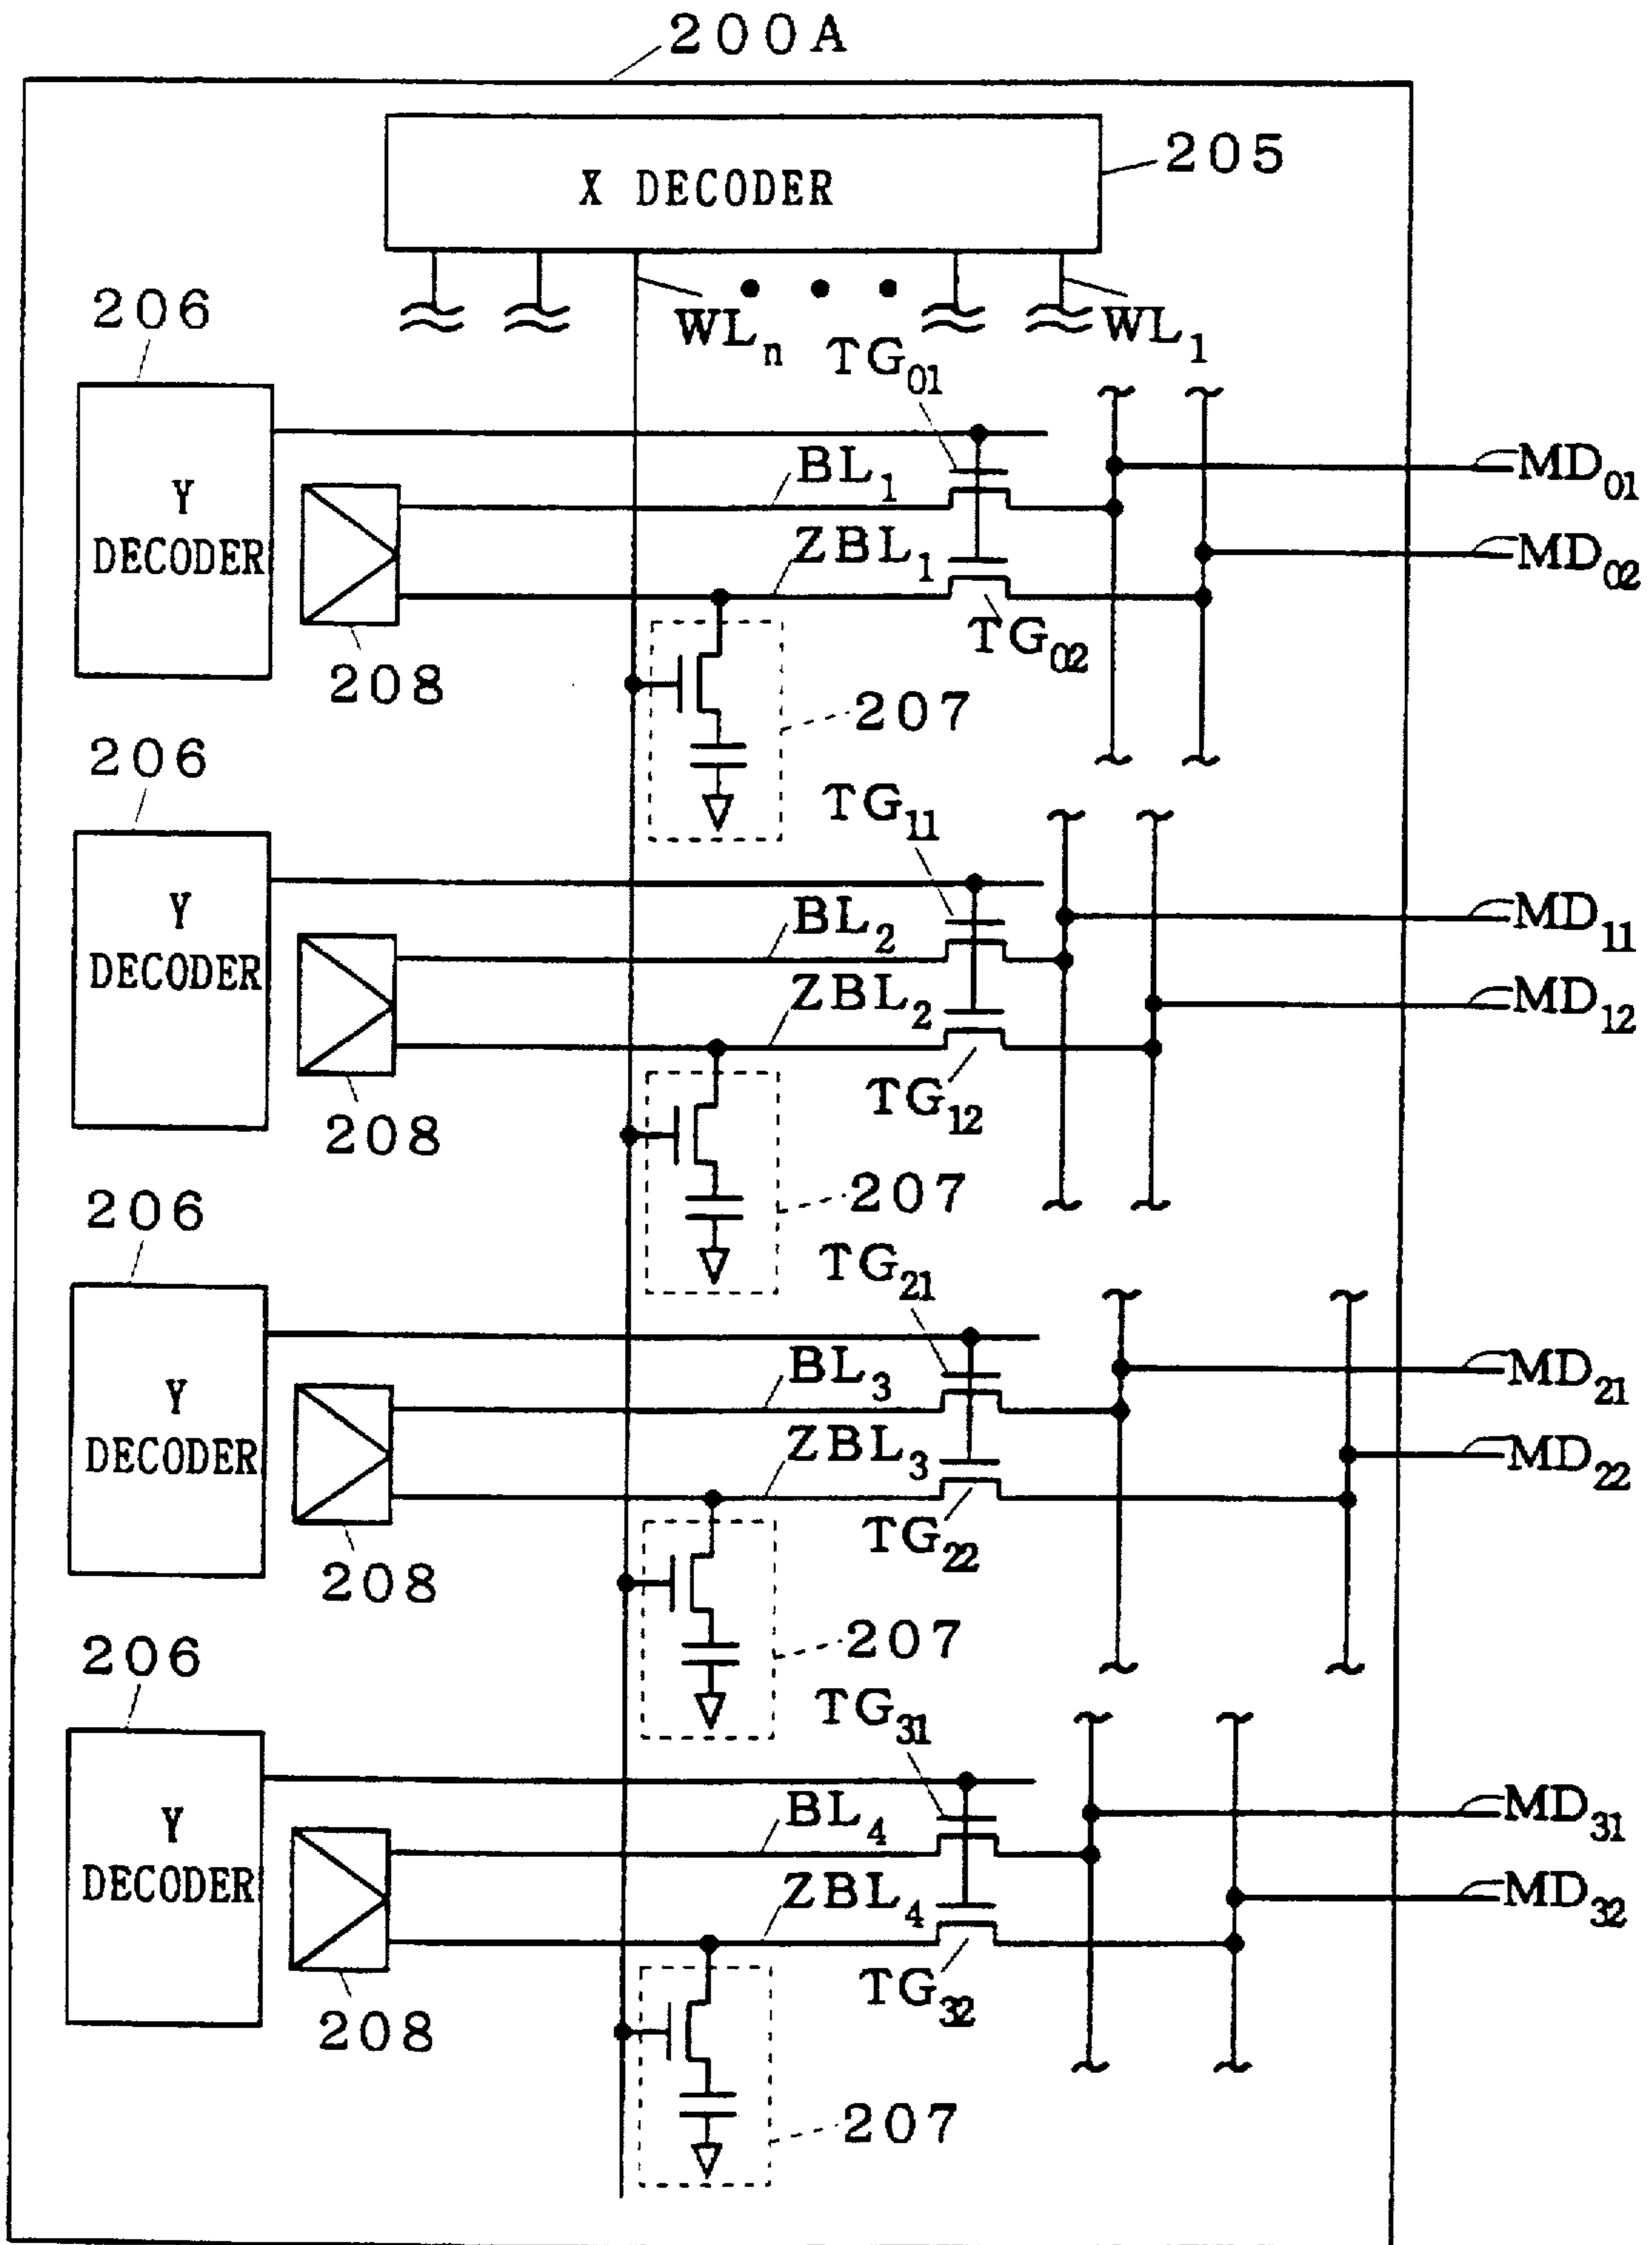 200A
X DECODER
205
WLn
WL1
206
TG01
Y
DECODER
BL1
MD01
ZBL1
MD02
TG02
208
207
206
TG11
Y
DECODER
BL2
MD11
ZBL2
MD12
TG12
208
207
206
TG21
Y
DECODER
BL3
MD21
ZBL3
MD22
TG22
208
207
206
TG31
Y
DECODER
BL4
MD31
ZBL4
MD32
TG32
208
207